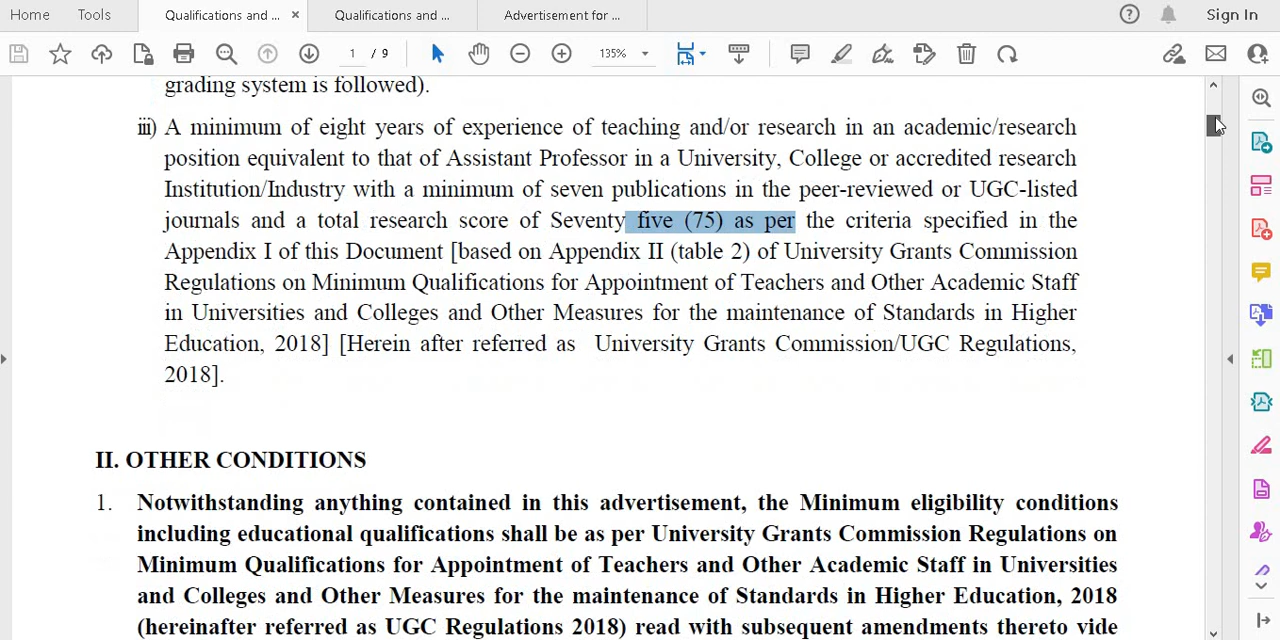 Home Tools Qualifications and ... × Qualifications and ... Advertisement for ... Sign In
1 / 9 135%
grading system is followed).
iii) A minimum of eight years of experience of teaching and/or research in an academic/research
position equivalent to that of Assistant Professor in a University, College or accredited research
Institution/Industry with a minimum of seven publications in the peer-reviewed or UGC-listed
journals and a total research score of Seventy five (75) as per the criteria specified in the
Appendix I of this Document [based on Appendix II (table 2) of University Grants Commission
Regulations on Minimum Qualifications for Appointment of Teachers and Other Academic Staff
in Universities and Colleges and Other Measures for the maintenance of Standards in Higher
Education, 2018] [Herein after referred as University Grants Commission/UGC Regulations,
2018].
II. OTHER CONDITIONS
1. Notwithstanding anything contained in this advertisement, the Minimum eligibility conditions
including educational qualifications shall be as per University Grants Commission Regulations on
Minimum Qualifications for Appointment of Teachers and Other Academic Staff in Universities
and Colleges and Other Measures for the maintenance of Standards in Higher Education, 2018
(hereinafter referred as UGC Regulations 2018) read with subsequent amendments thereto vide